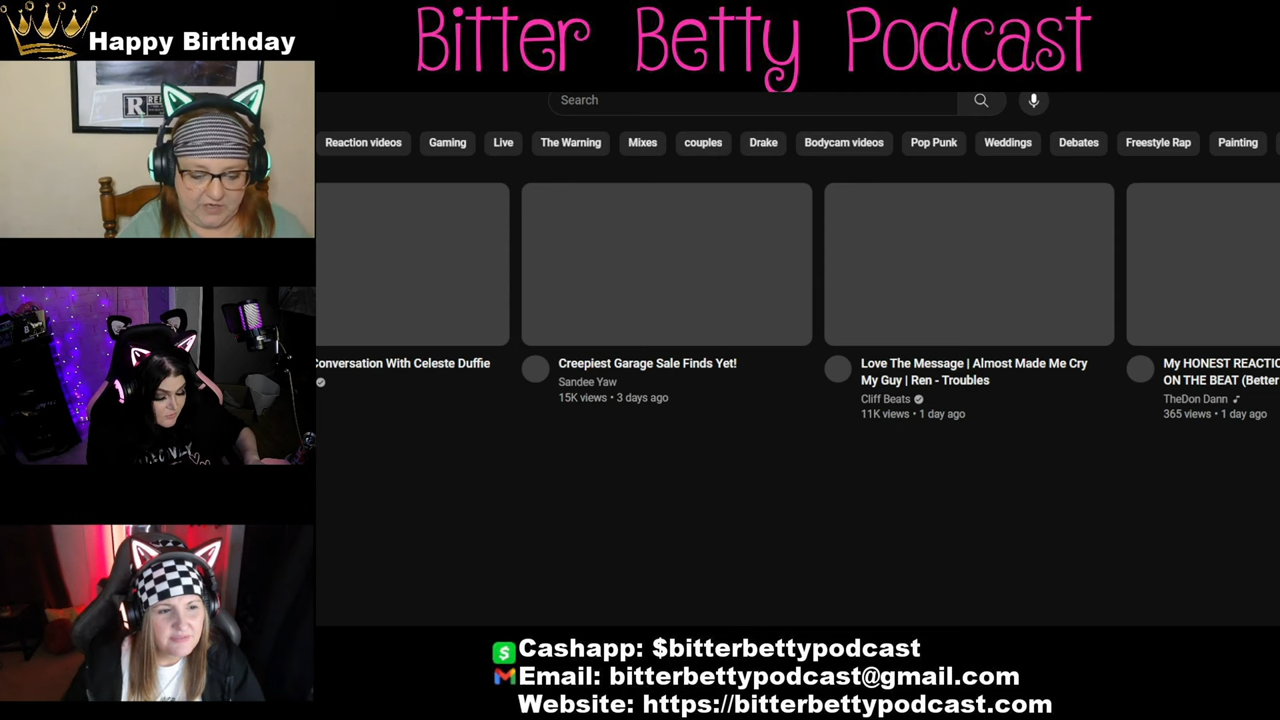 Happy Birthday
Bitter Betty Podcast
R
Search
Reaction videos
Gaming
Live
The Warning
Mixes
couples
Drake
Bodycam videos
Pop Punk
Weddings
Debates
Freestyle Rap
Painting
Conversation With Celeste Duffie
Creepiest Garage Sale Finds Yet!
Sandee Yaw
15K views • 3 days ago
Love The Message | Almost Made Me Cry
My Guy | Ren - Troubles
Cliff Beats
11K views • 1 day ago
My HONEST REACTIO
ON THE BEAT (Better
TheDon Dann
365 views • 1 day ago
$ Cashapp: $bitterbettypodcast
Email: bitterbettypodcast@gmail.com
Website: https://bitterbettypodcast.com